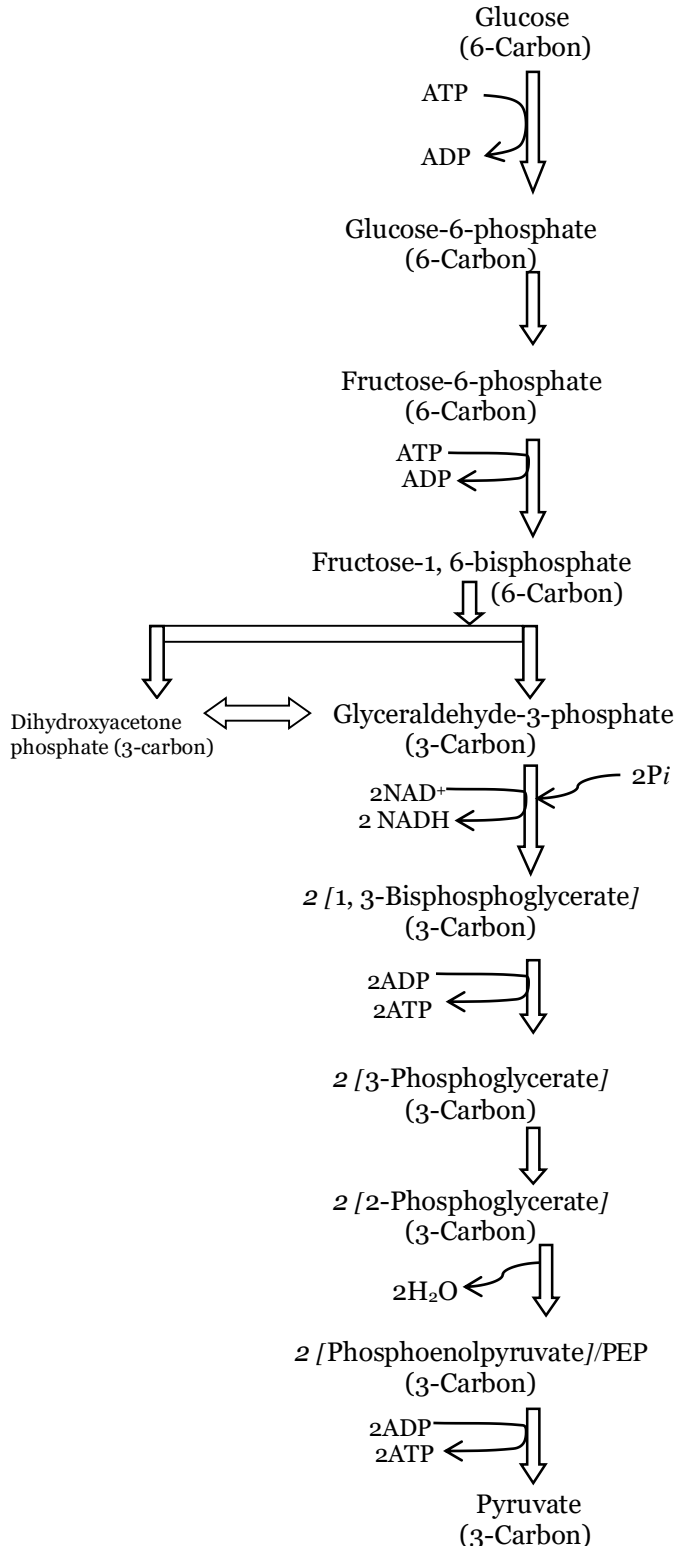 Glucose
(6-Carbon)
ATP
ADP
Glucose-6-phosphate
(6-Carbon)
Fructose-6-phosphate
(6-Carbon)
ATP
ADP
Fructose-1, 6-bisphosphate
(6-Carbon)
Dihydroxyacetone
phosphate (3-carbon)
Glyceraldehyde-3-phosphate
(3-Carbon)
2NAD⁺
2 NADH
2Pi
2 [1, 3-Bisphosphoglycerate]
(3-Carbon)
2ADP
2ATP
2 [3-Phosphoglycerate]
(3-Carbon)
2 [2-Phosphoglycerate]
(3-Carbon)
2H₂O
2 [Phosphoenolpyruvate]/PEP
(3-Carbon)
2ADP
2ATP
Pyruvate
(3-Carbon)